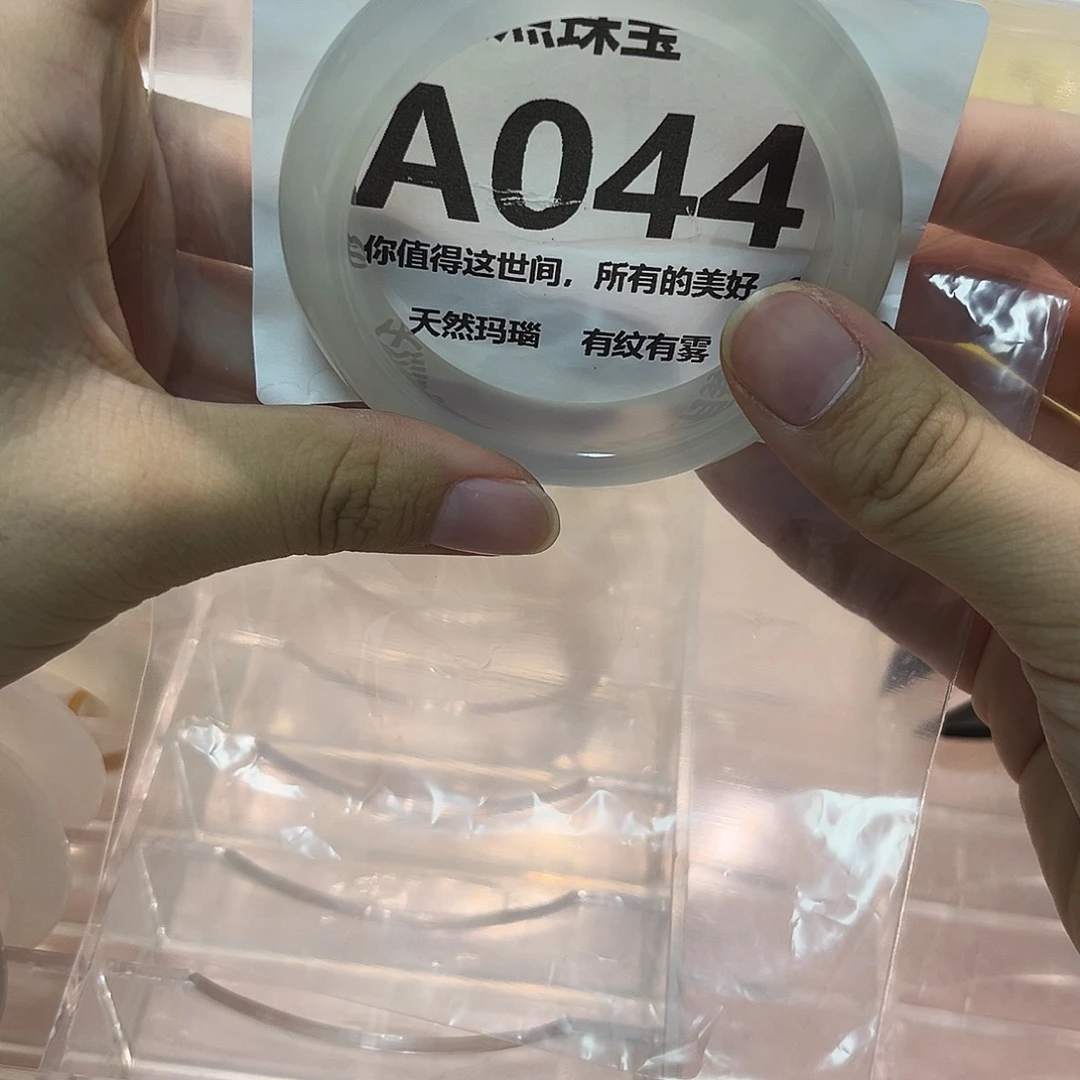 珠玉
A044
你值得这世间，所有的美好
天然玛瑙 有纹有雾